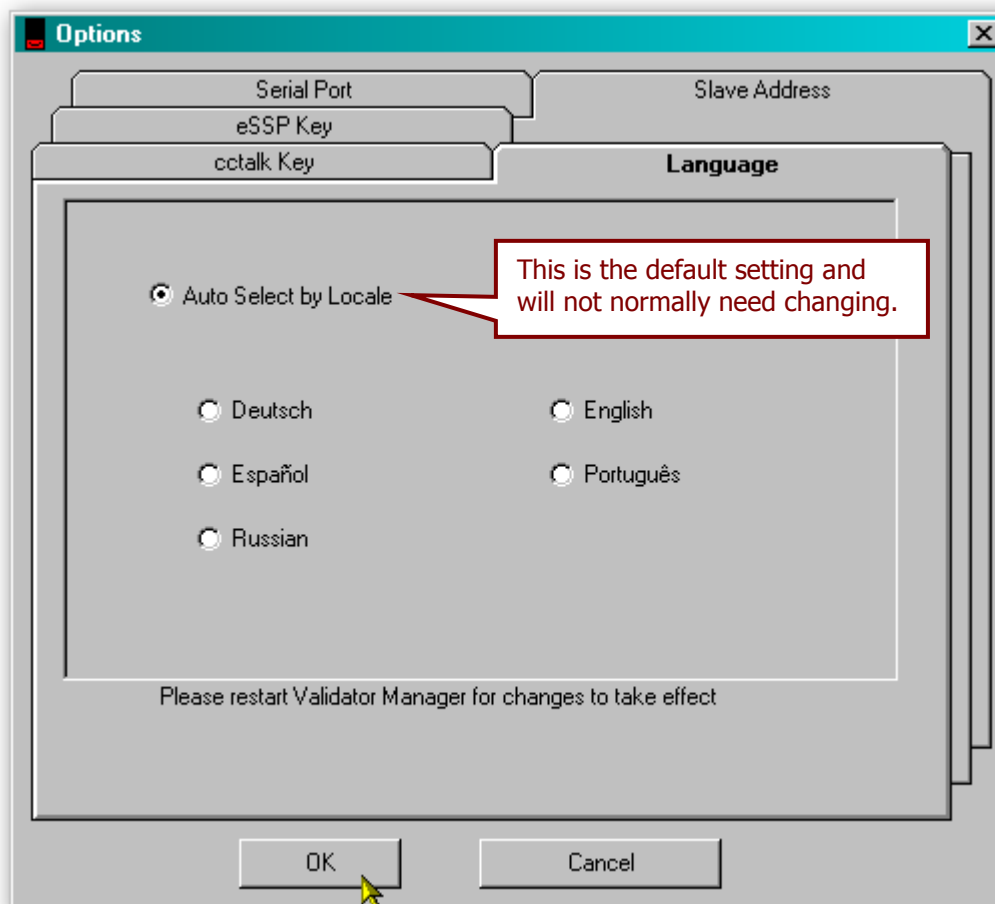 Options
Serial Port
Slave Address
eSSP Key
cctalk Key
Language
Auto Select by Locale
This is the default setting and
will not normally need changing.
Deutsch
English
Español
Português
Russian
Please restart Validator Manager for changes to take effect
OK
Cancel